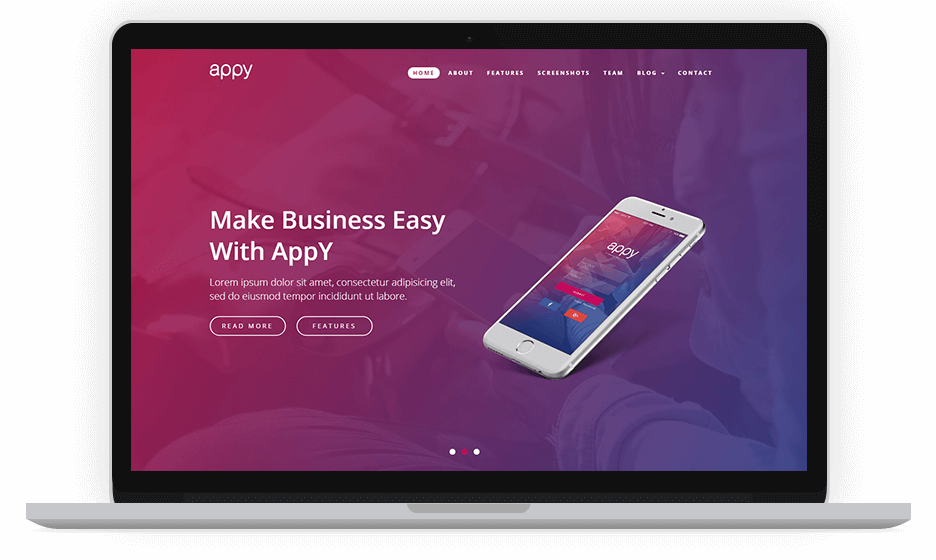 appy
HOME ABOUT FEATURES SCREENSHOTS TEAM BLOG CONTACT
Make Business Easy
With AppY
Lorem ipsum dolor sit amet, consectetur adipisicing elit,
sed do eiusmod tempor incididunt ut labore.
READ MORE FEATURES
appy
f